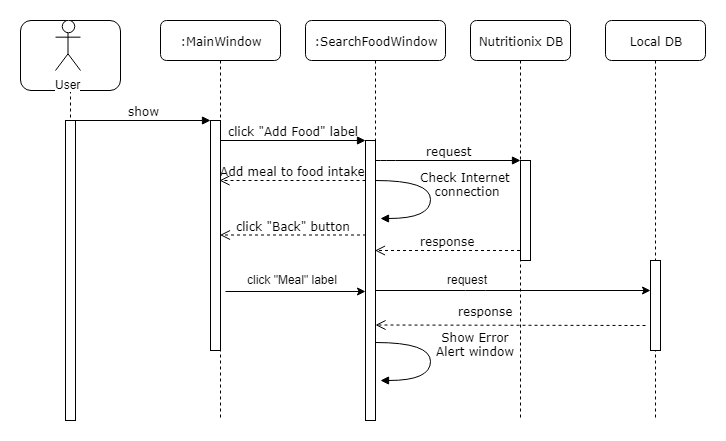 :MainWindow
:SearchFoodWindow
Nutritionix DB
Local DB
User
show
click "Add Food" label
request
Add meal to food intake
Check Internet
connection
click "Back" button
response
click "Meal" label
request
response
Show Error
Alert window